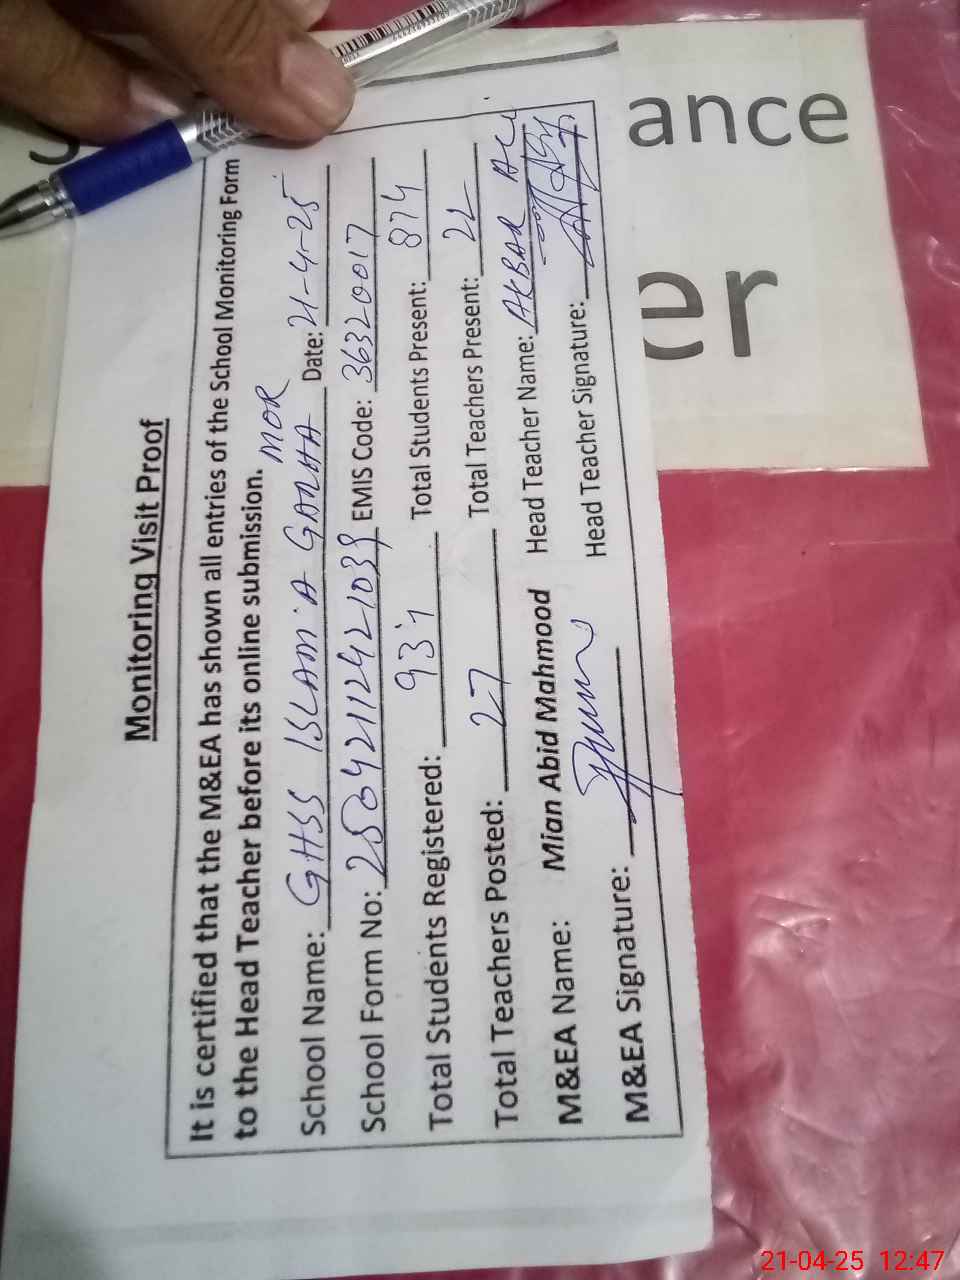 Monitoring Visit Proof
It is certified that the M&EA has shown all entries of the School Monitoring Form
to the Head Teacher before its online submission.
School Name: GHSS ISLAMIA GARHA MOR Date: 21-4-25
School Form No: EMIS Code: 36320017
Total Students Registered: 931 Total Students Present: 874
Total Teachers Posted: 27 Total Teachers Present: 22
M&EA Name: Mian Abid Mahmood Head Teacher Name: AKBAR ALI
M&EA Signature: Head Teacher Signature:
ance
er
21-04-25 12:47